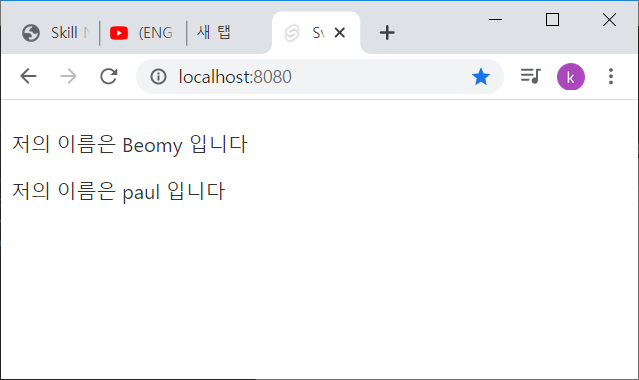 Skill N
(ENG
새 탭
Sv
localhost:8080
k
저의 이름은 Beomy 입니다
저의 이름은 paul 입니다